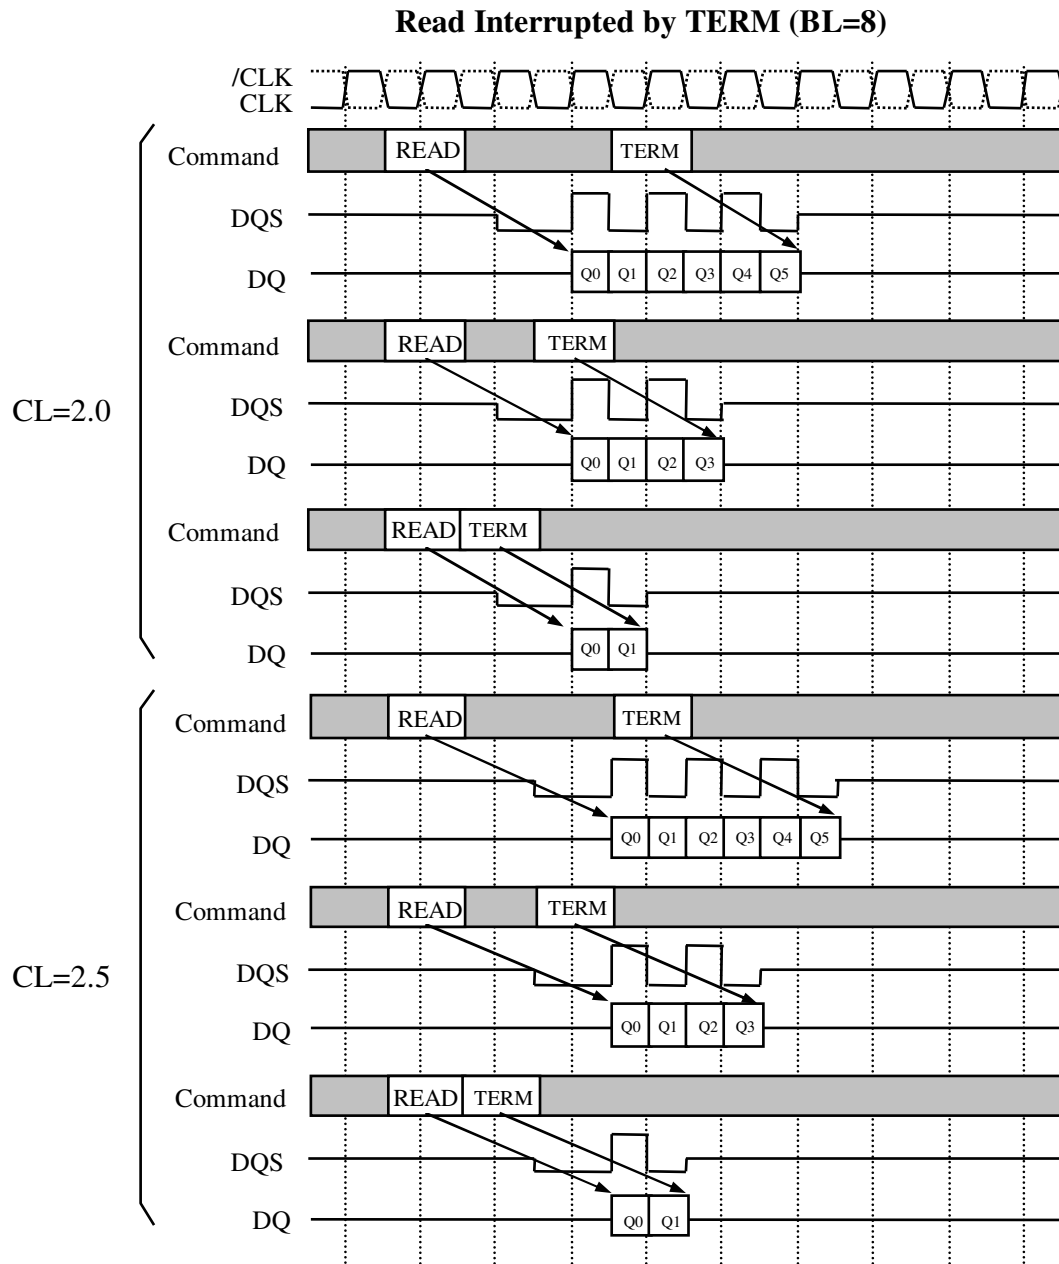 Read Interrupted by TERM (BL=8)
/CLK
CLK
Command READ TERM
DQS
DQ Q0 Q1 Q2 Q3 Q4 Q5
Command READ TERM
CL=2.0
DQS
DQ Q0 Q1 Q2 Q3
Command READ TERM
DQS
DQ Q0 Q1
Command READ TERM
DQS
DQ Q0 Q1 Q2 Q3 Q4 Q5
Command READ TERM
CL=2.5
DQS
DQ Q0 Q1 Q2 Q3
Command READ TERM
DQS
DQ Q0 Q1